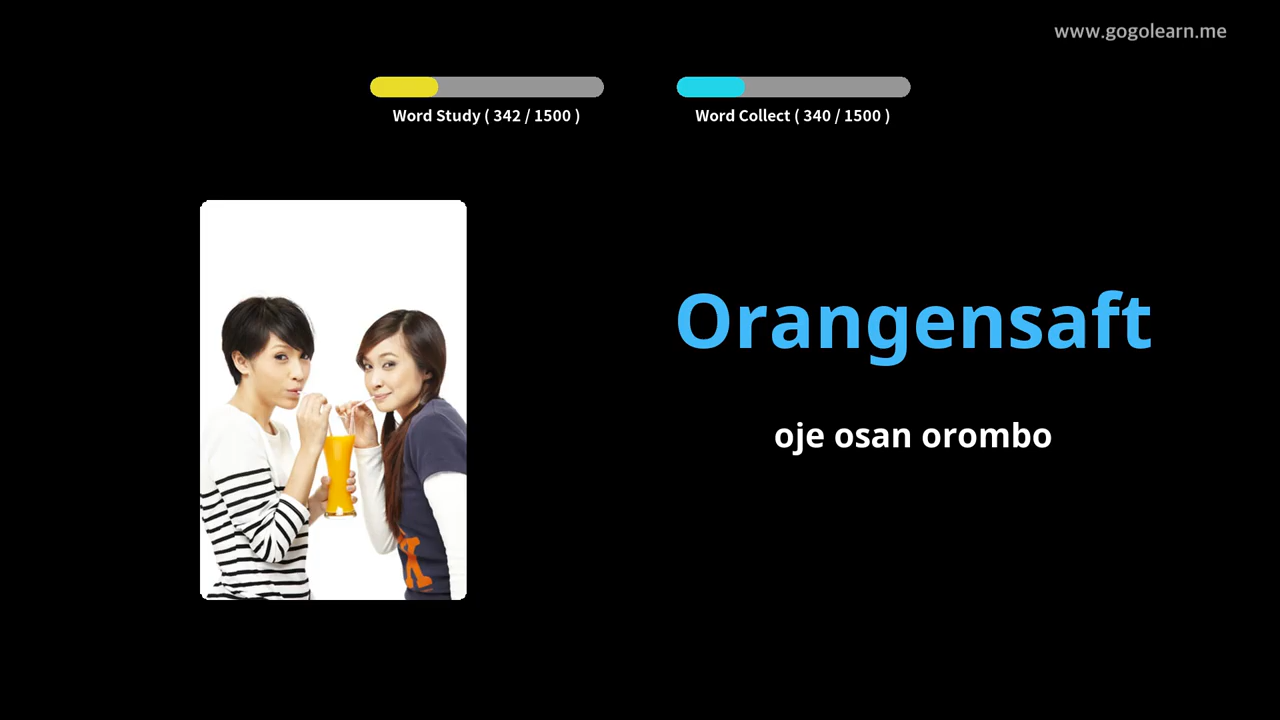 www.gogolearn.me
Word Study ( 342 / 1500 )
Word Collect ( 340 / 1500 )
Orangensaft
oje osan orombo